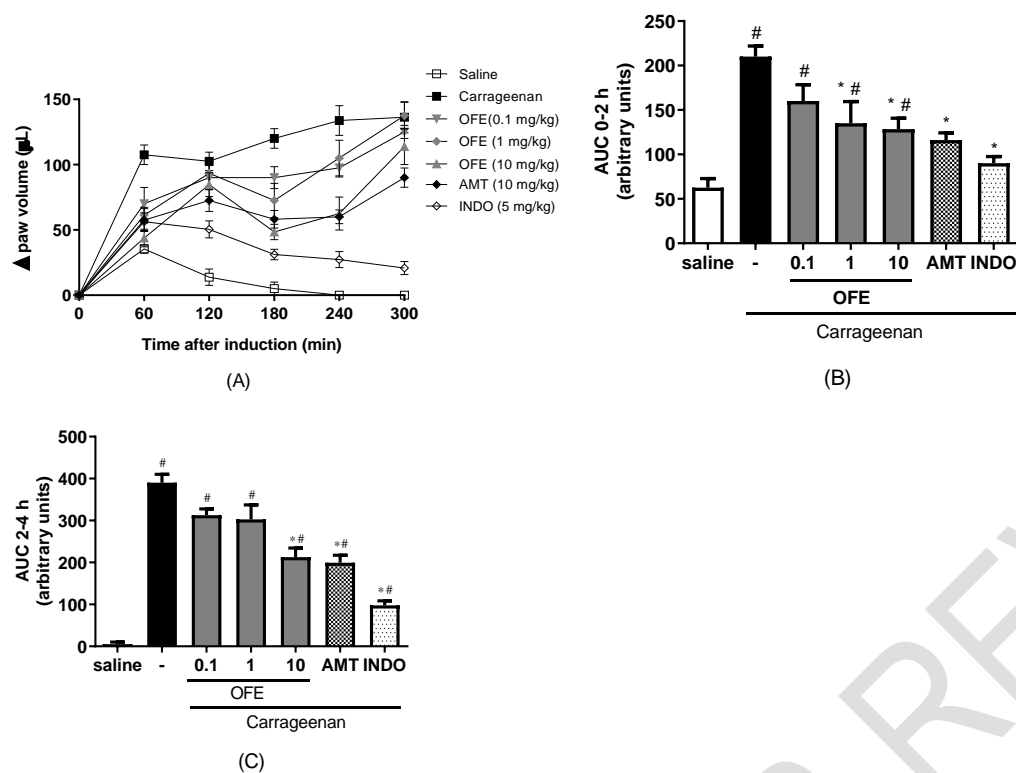 Saline
Carrageenan
OFE(0.1 mg/kg)
OFE (1 mg/kg)
OFE (10 mg/kg)
AMT (10 mg/kg)
INDO (5 mg/kg)
150
100
50
0
paw volume
0 60 120 180 240 300
Time after induction (min)
(A)
AUC 0-2 h
(arbitrary units)
250
200
150
100
50
0
# # * # * # * *
saline - 0.1 1 10 AMT INDO
OFE
Carrageenan
(B)
AUC 2-4 h
(arbitrary units)
500
400
300
200
100
0
# # # *# *# *#
saline - 0.1 1 10 AMT INDO
OFE
Carrageenan
(C)